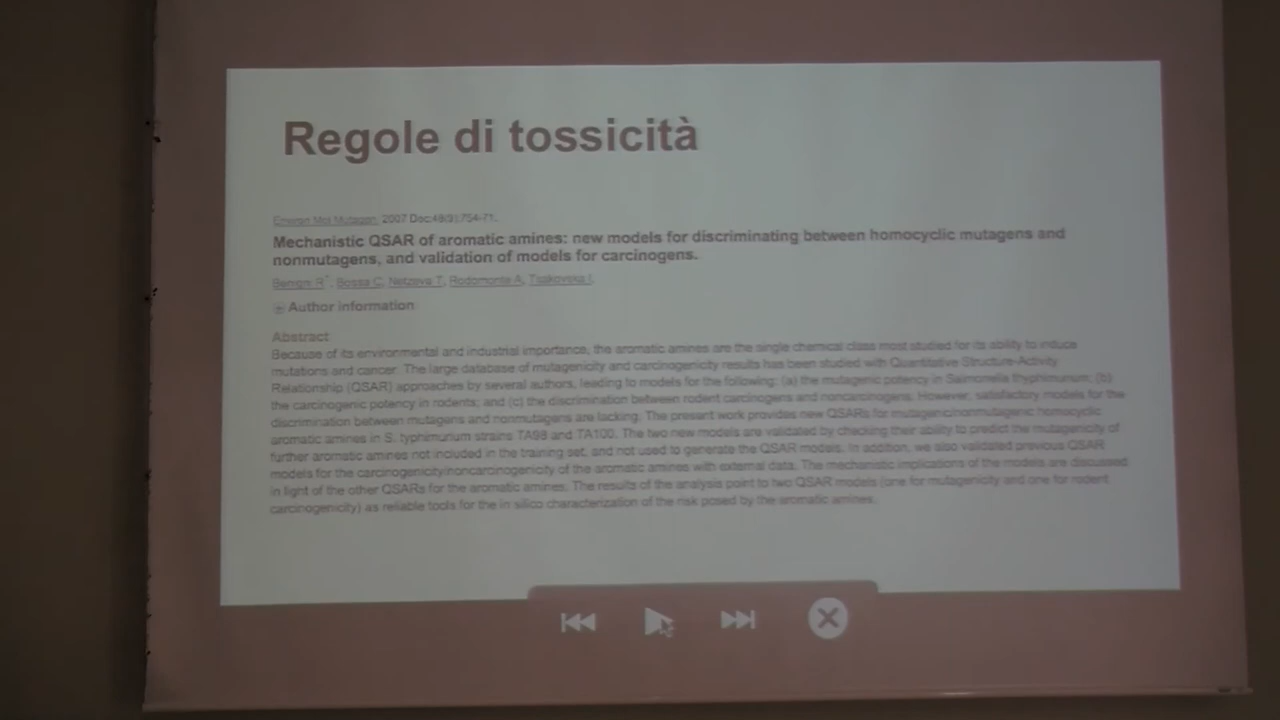 Regole di tossicità
Environ Mol Mutagen. 2007 Dec;48(9):754-71.
Mechanistic QSAR of aromatic amines: new models for discriminating between homocyclic mutagens and
nonmutagens, and validation of models for carcinogens.
Benigni R, Bossa C, Netzeva T, Rodomonte A, Tsakovska I.
Author information
Abstract
Because of its environmental and industrial importance, the aromatic amines are the single chemical class most studied for its ability to induce
mutations and cancer. The large database of mutagenicity and carcinogenicity results has been studied with Quantitative Structure-Activity
Relationship (QSAR) approaches by several authors, leading to models for the following: (a) the mutagenic potency in Salmonella thyphimurium; (b)
the carcinogenic potency in rodents; and (c) the discrimination between rodent carcinogens and noncarcinogens. However, satisfactory models for the
discrimination between mutagens and nonmutagens are lacking. The present work provides new QSARs for mutagenic/nonmutagenic homocyclic
aromatic amines in S. typhimurium strains TA98 and TA100. The two new models are validated by checking their ability to predict the mutagenicity of
further aromatic amines not included in the training set, and not used to generate the QSAR models. In addition, we also validated previous QSAR
models for the carcinogenicity/noncarcinogenicity of the aromatic amines with external data. The mechanistic implications of the models are discussed
in light of the other QSARs for the aromatic amines. The results of the analysis point to two QSAR models (one for mutagenicity and one for rodent
carcinogenicity) as reliable tools for the in silico characterization of the risk posed by the aromatic amines.